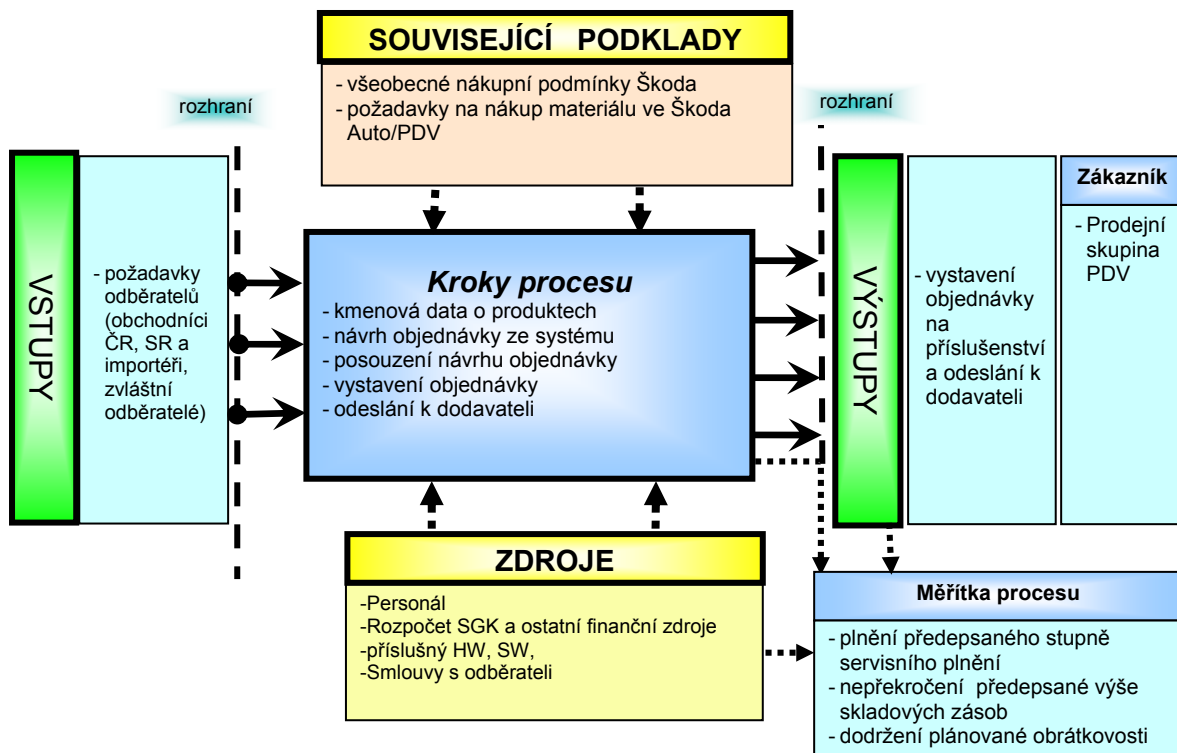 SOUVISEJÍCÍ PODKLADY
- všeobecné nákupní podmínky Škoda
- požadavky na nákup materiálu ve Škoda
Auto/PDV
rozhraní
rozhraní
VSTUPY
- požadavky
odběratelů
(obchodníci
ČR, SR a
importéři,
zvláštní
odběratelé)
Kroky procesu
- kmenová data o produktech
- návrh objednávky ze systému
- posouzení návrhu objednávky
- vystavení objednávky
- odeslání k dodavateli
VÝSTUPY
- vystavení
objednávky
na
příslušenství
a odeslání k
dodavateli
Zákazník
- Prodejní
skupina
PDV
ZDROJE
-Personál
-Rozpočet SGK a ostatní finanční zdroje
-příslušný HW, SW,
-Smlouvy s odběrateli
Měřítka procesu
- plnění předepsaného stupně
servisního plnění
- nepřekročení předepsané výše
skladových zásob
- dodržení plánované obrátkovosti